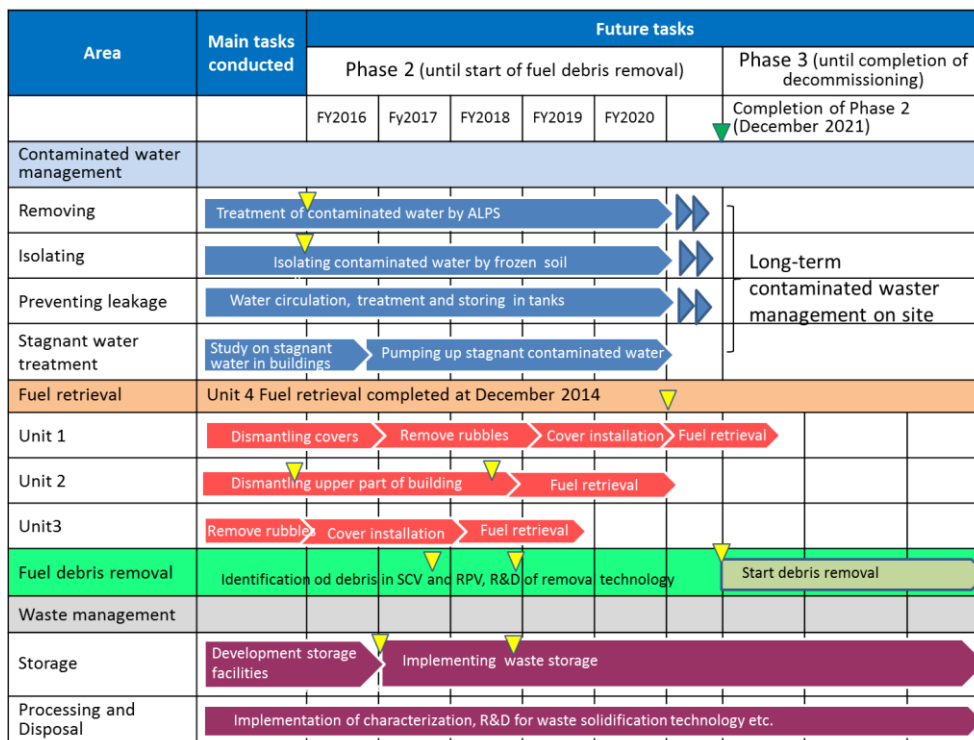 Area
Main tasks
conducted
Future tasks
Phase 2 (until start of fuel debris removal)
Phase 3 (until completion of
decommissioning)
FY2016
Fy2017
FY2018
FY2019
FY2020
Completion of Phase 2
(December 2021)
Contaminated water
management
Removing
Treatment of contaminated water by ALPS
Isolating
Isolating contaminated water by frozen soil
Preventing leakage
Water circulation, treatment and storing in tanks
Long-term
contaminated waster
management on site
Stagnant water
treatment
Study on stagnant
water in buildings
Pumping up stagnant contaminated water
Fuel retrieval
Unit 4 Fuel retrieval completed at December 2014
Unit 1
Dismantling covers
Remove rubbles
Cover installation
Fuel retrieval
Unit 2
Dismantling upper part of building
Fuel retrieval
Unit3
Remove rubbles
Cover installation
Fuel retrieval
Fuel debris removal
Identification od debris in SCV and RPV, R&D of removal technology
Start debris removal
Waste management
Storage
Development storage
facilities
Implementing waste storage
Processing and
Disposal
Implementation of characterization, R&D for waste solidification technology etc.